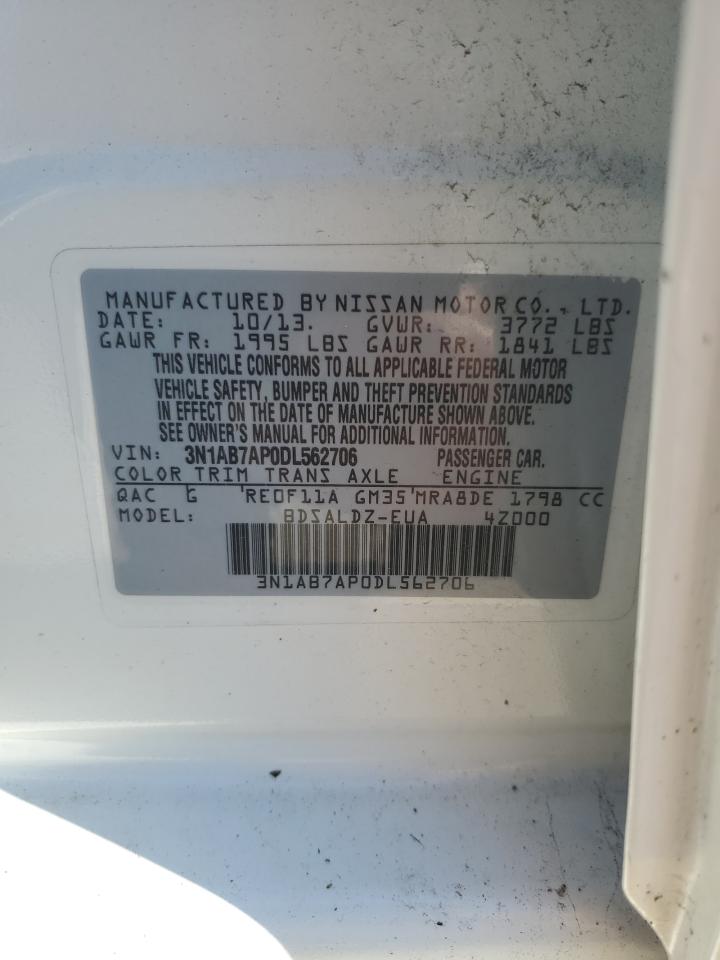 MANUFACTURED BY NISSAN MOTOR CO., LTD.
DATE: 10/13. GVWR: 3772 LBS
GAWR FR: 1995 LBS GAWR RR: 1841 LBS
THIS VEHICLE CONFORMS TO ALL APPLICABLE FEDERAL MOTOR
VEHICLE SAFETY, BUMPER AND THEFT PREVENTION STANDARDS
IN EFFECT ON THE DATE OF MANUFACTURE SHOWN ABOVE.
SEE OWNER'S MANUAL FOR ADDITIONAL INFORMATION.
VIN: 3N1AB7AP0DL562706 PASSENGER CAR.
COLOR TRIM TRANS AXLE ENGINE
QAC G RE0F11A GM35 MRA8DE 1798 CC
MODEL: BDSALDZ-EUA 4Z000
3N1AB7AP0DL562706